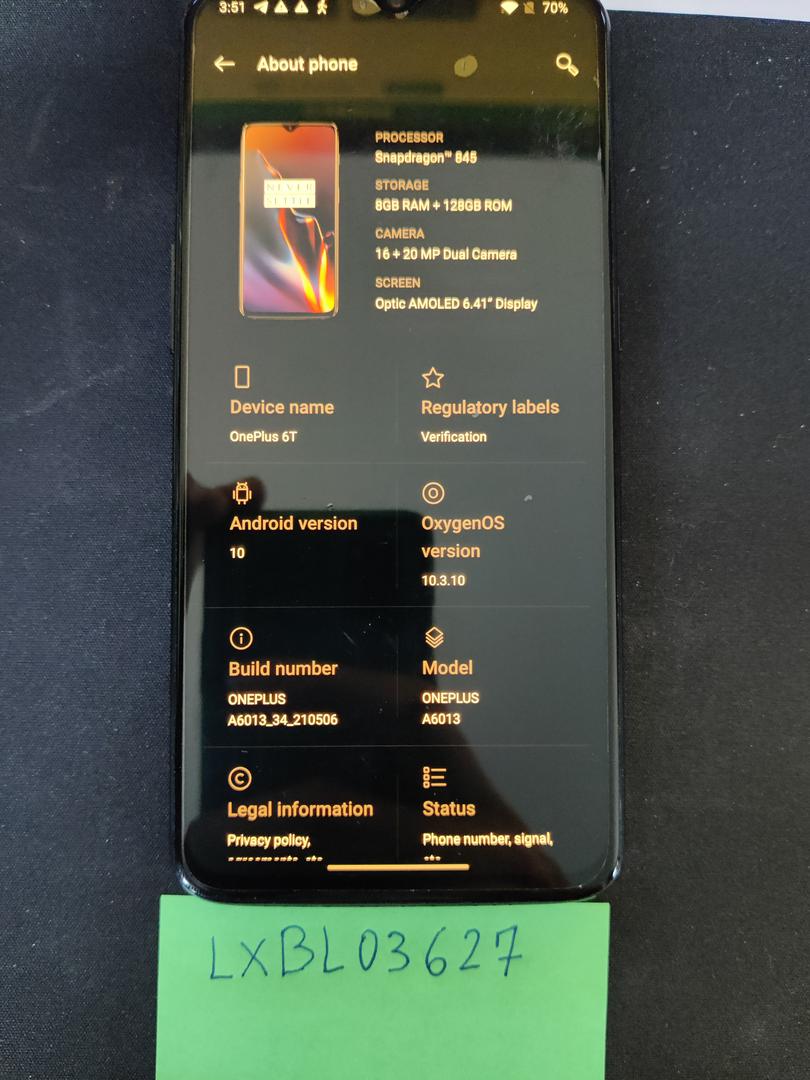 3:51
70%
About phone
NEVER
SETTLE
PROCESSOR
Snapdragon™ 845
STORAGE
8GB RAM + 128GB ROM
CAMERA
16 + 20 MP Dual Camera
SCREEN
Optic AMOLED 6.41" Display
Device name
OnePlus 6T
Regulatory labels
Verification
Android version
10
OxygenOS
version
10.3.10
Build number
ONEPLUS
A6013_34_210506
Model
ONEPLUS
A6013
Legal information
Privacy policy,
Status
Phone number, signal,
LXBL03627